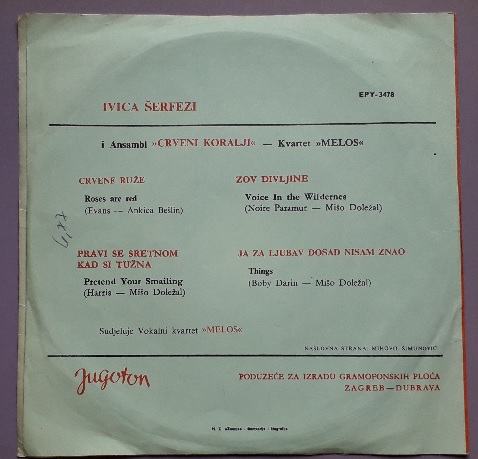 EPY-3478
IVICA ŠERFEZI
i Ansambl »CRVENI KORALJI« — Kvartet »MELOS«
CRVENE RUŽE
Roses are red
(Evans — Ankica Bešlin)
ZOV DIVLJINE
Voice In the Wildernes
(Noire Paramur — Mišo Doležal)
PRAVI SE SRETNOM
KAD SI TUŽNA
Pretend Your Smailing
(Harris — Mišo Doležal)
JA ZA LJUBAV DOSAD NISAM ZNAO
Things
(Boby Darin — Mišo Doležal)
Sudjeluje Vokalni kvartet »MELOS«
NASLOVNA STRANA: MIHOVO ŠIMUNOVIĆ
Jugoton
PODUZEĆE ZA IZRADU GRAMOFONSKIH PLOČA
ZAGREB—DUBRAVA